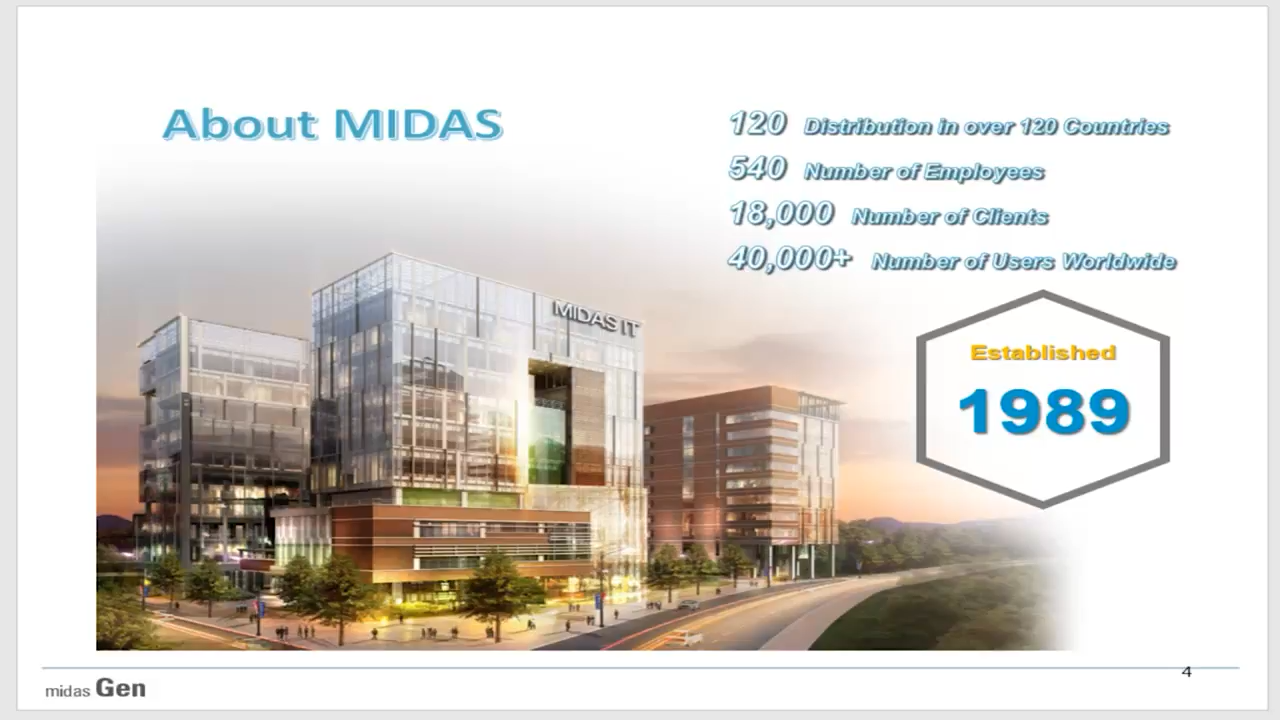 About MIDAS
120 Distribution in over 120 Countries
540 Number of Employees
18,000 Number of Clients
40,000+ Number of Users Worldwide
MIDAS IT
Established
1989
4
midas Gen